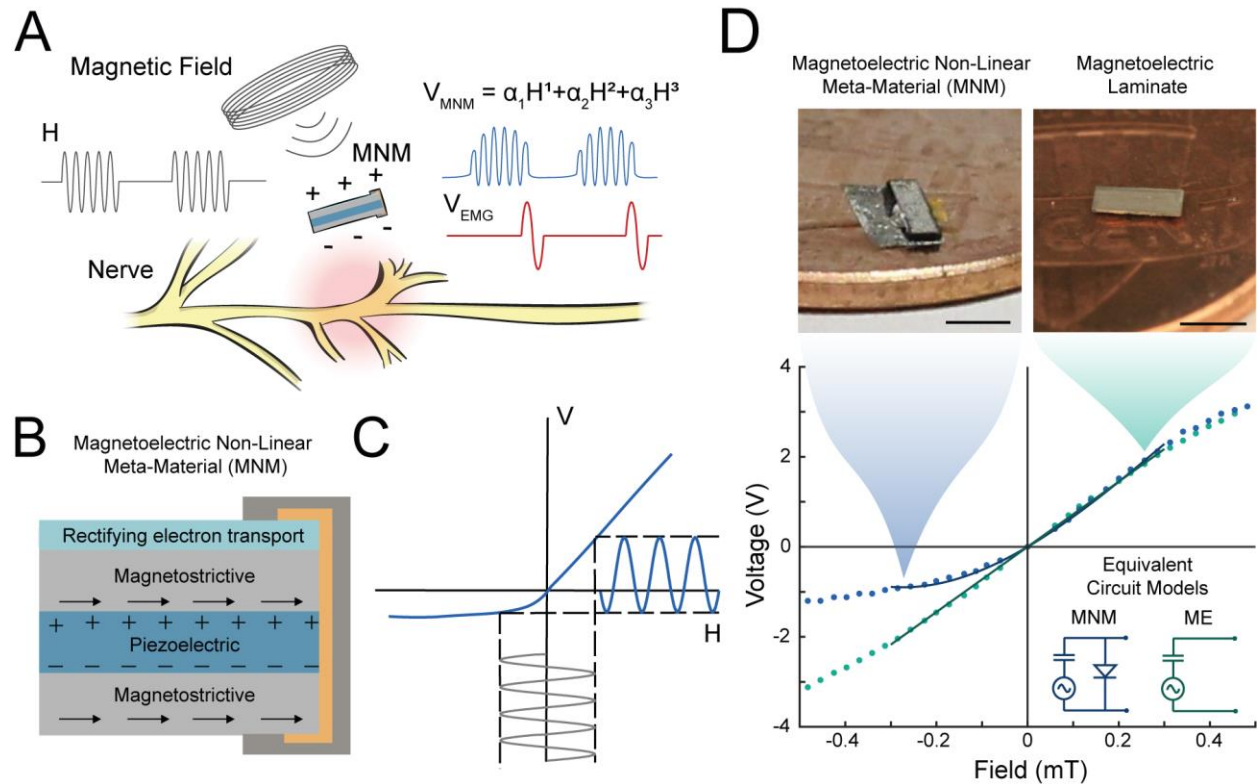 A
Magnetic Field
H
MNM
+ + +
- - -
V_MNM = α₁H¹+α₂H²+α₃H³
V_EMG
Nerve
B
Magnetoelectric Non-Linear
Meta-Material (MNM)
Rectifying electron transport
Magnetostrictive
+ + + + + + + +
Piezoelectric
– – – – – – – –
Magnetostrictive
C
V
H
D
Magnetoelectric Non-Linear
Meta-Material (MNM)
Magnetoelectric
Laminate
4
2
0
-2
-4
Voltage (V)
-0.4 -0.2 0 0.2 0.4
Field (mT)
Equivalent
Circuit Models
MNM ME